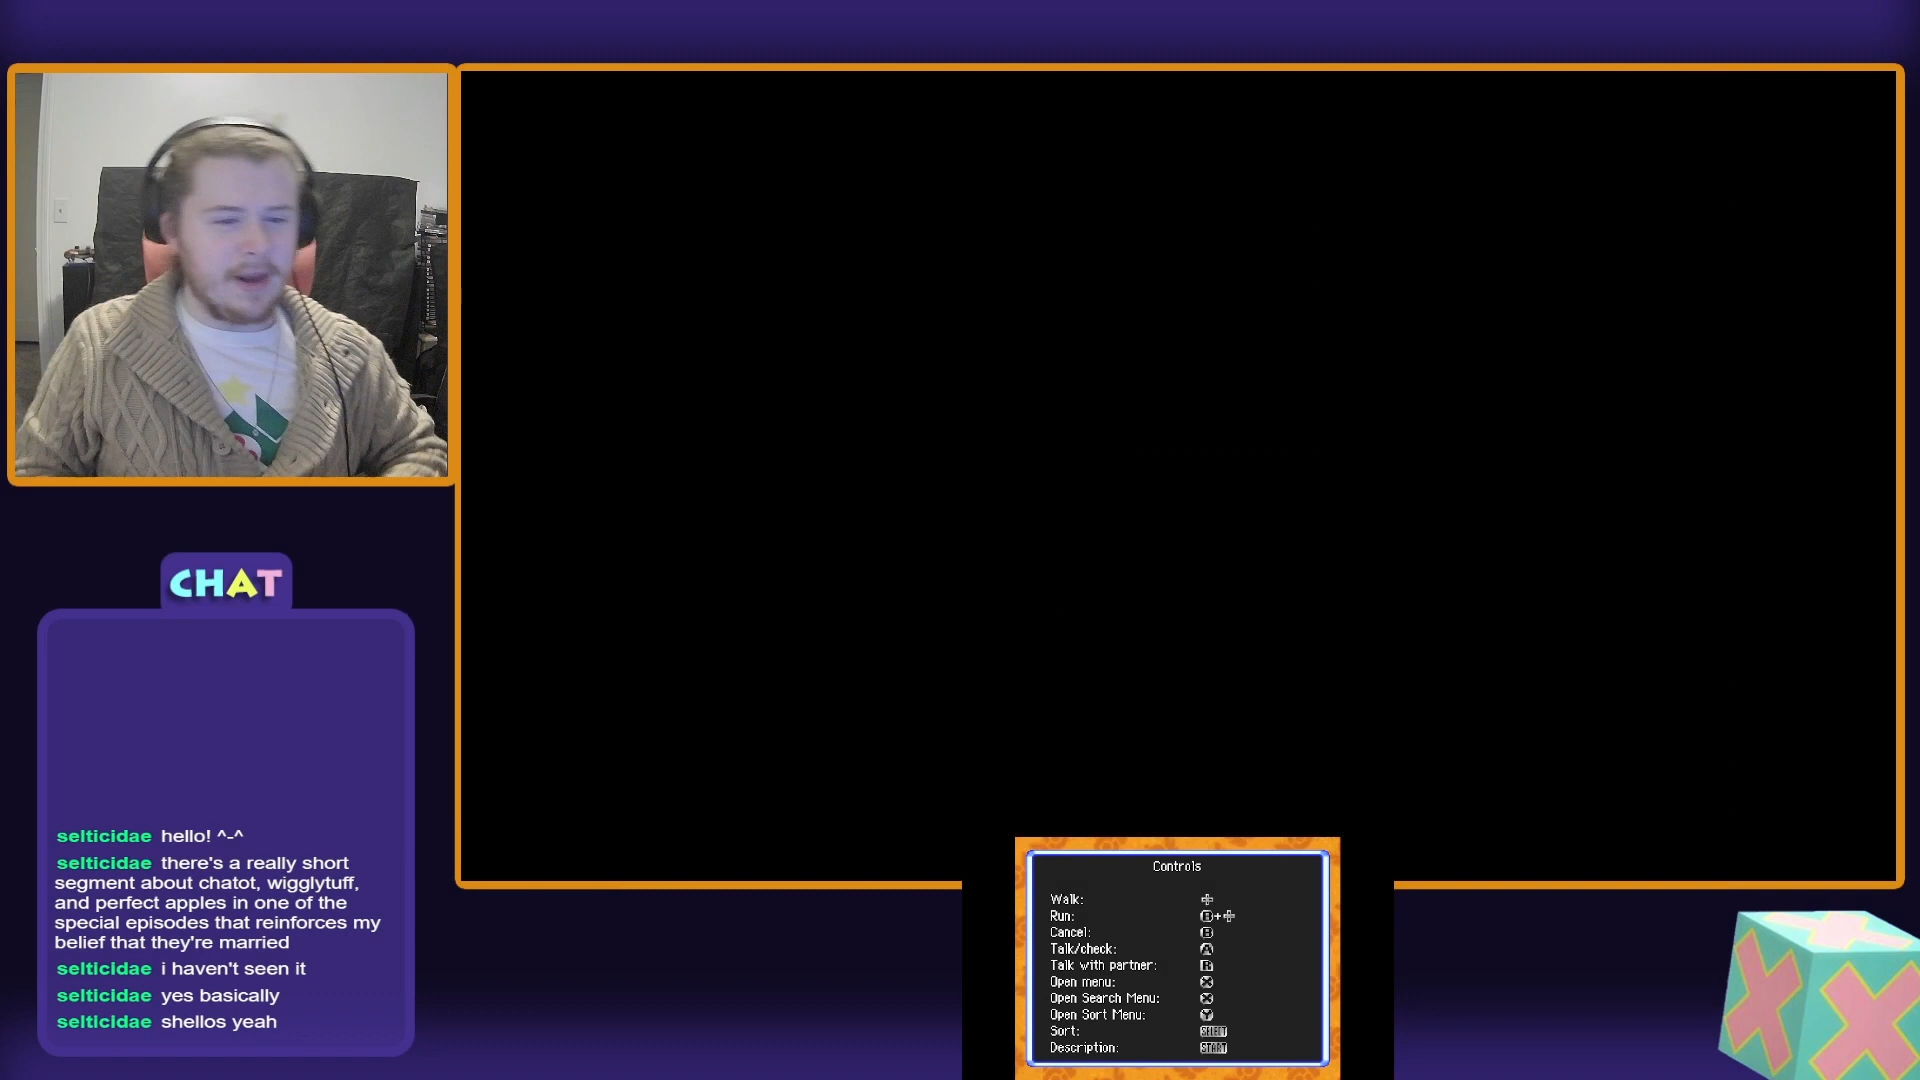 CHAT
selticidae hello! ^-^
selticidae there's a really short
segment about chatot, wigglytuff,
and perfect apples in one of the
special episodes that reinforces my
belief that they're married
selticidae i haven't seen it
selticidae yes basically
selticidae shellos yeah
Controls
Walk:
Run: B+
Cancel: B
Talk/check: A
Talk with partner: R
Open menu: X
Open Search Menu: X
Open Sort Menu: Y
Sort: SELECT
Description: START